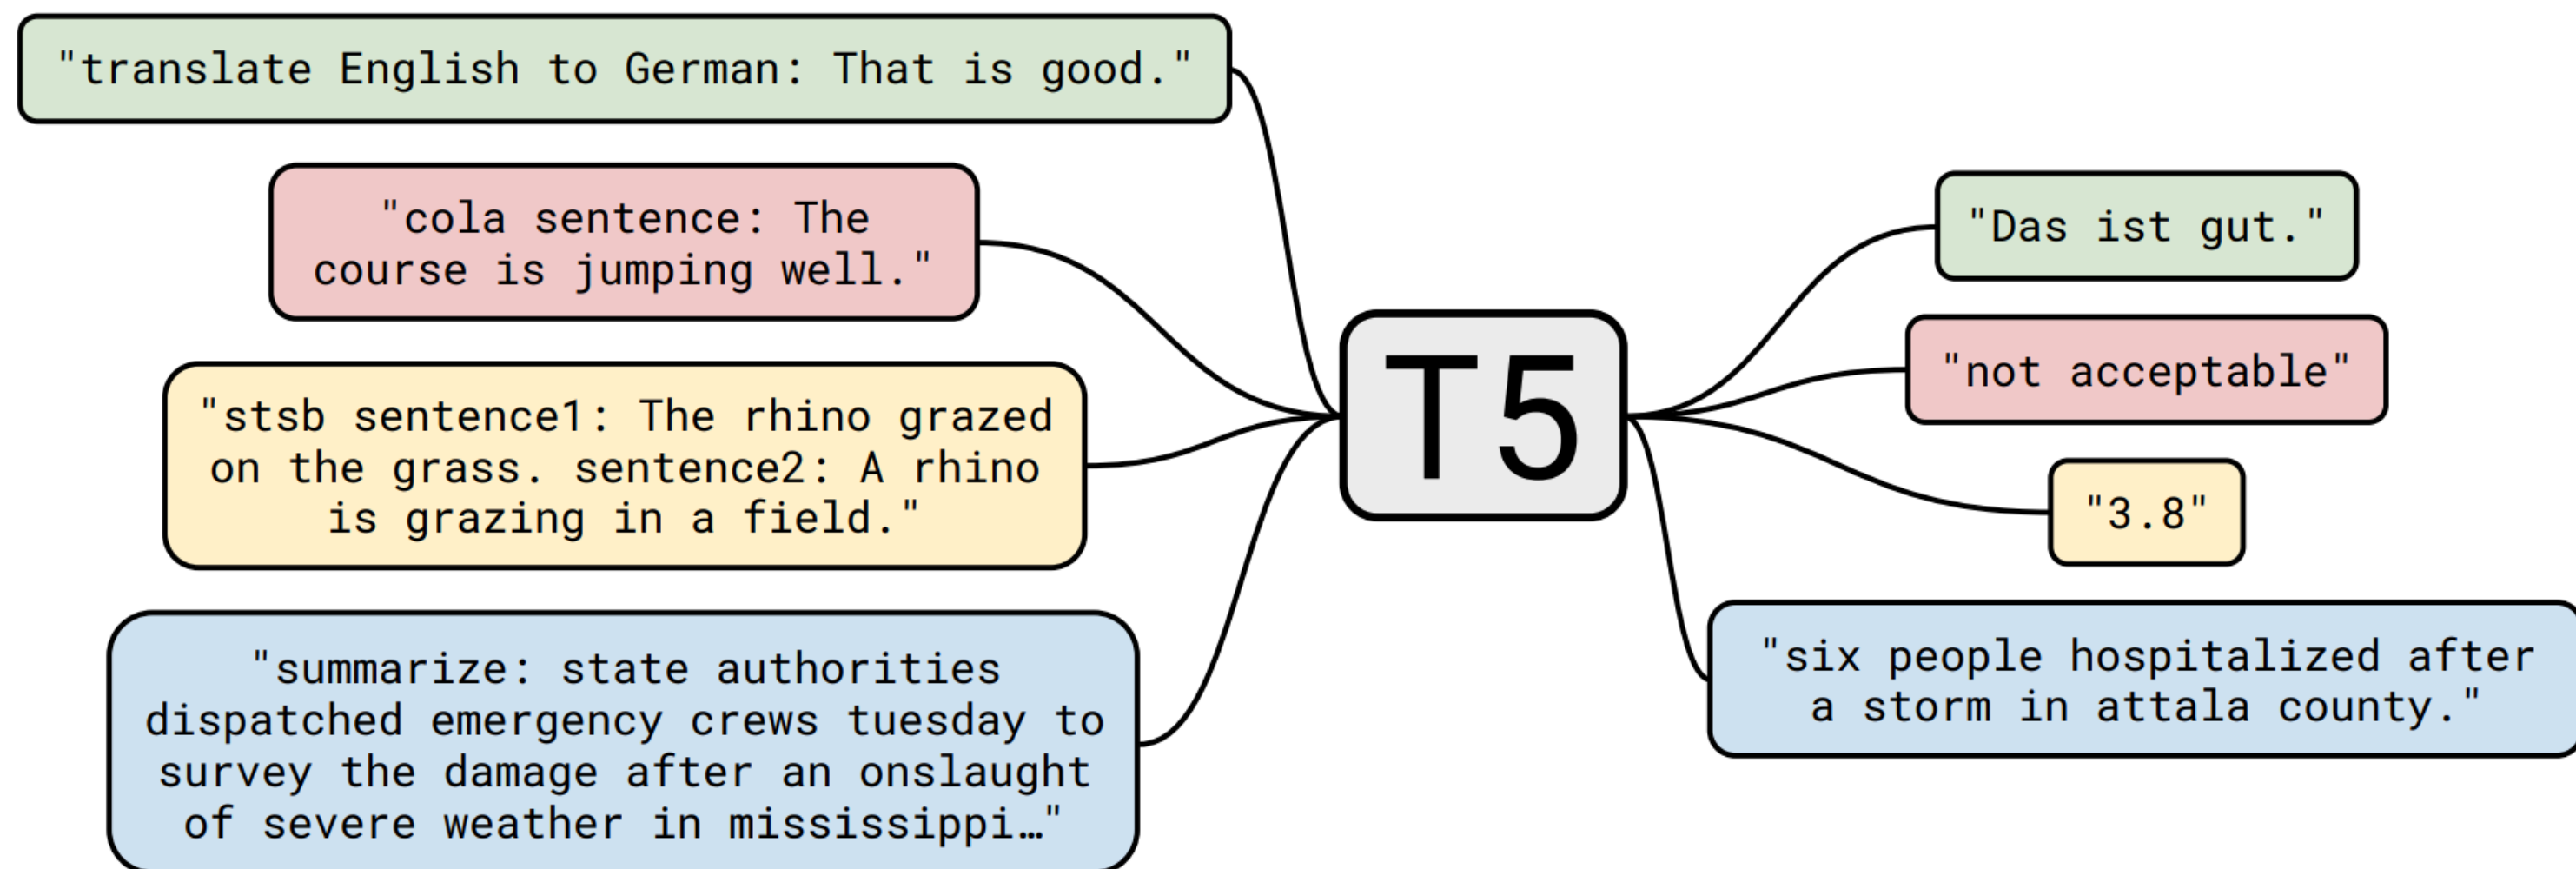 "translate English to German: That is good."
"cola sentence: The
course is jumping well."
"stsb sentence1: The rhino grazed
on the grass. sentence2: A rhino
is grazing in a field."
"summarize: state authorities
dispatched emergency crews tuesday to
survey the damage after an onslaught
of severe weather in mississippi…"
T5
"Das ist gut."
"not acceptable"
"3.8"
"six people hospitalized after
a storm in attala county."